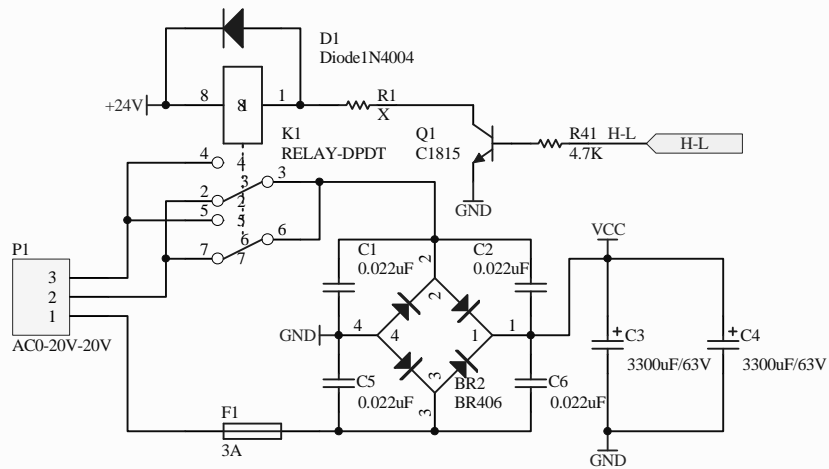 D1
Diode1N4004
+24V
8
8
1
1
R1
X
K1
RELAY-DPDT
Q1
C1815
R41
4.7K
H-L
H-L
GND
4
4
3
3
2
2
5
5
6
6
7
7
P1
3
2
1
AC0-20V-20V
C1
0.022uF
C2
0.022uF
2
2
VCC
GND
4
4
1
1
C3
3300uF/63V
C4
3300uF/63V
C5
0.022uF
3
3
BR2
BR406
C6
0.022uF
F1
3A
GND